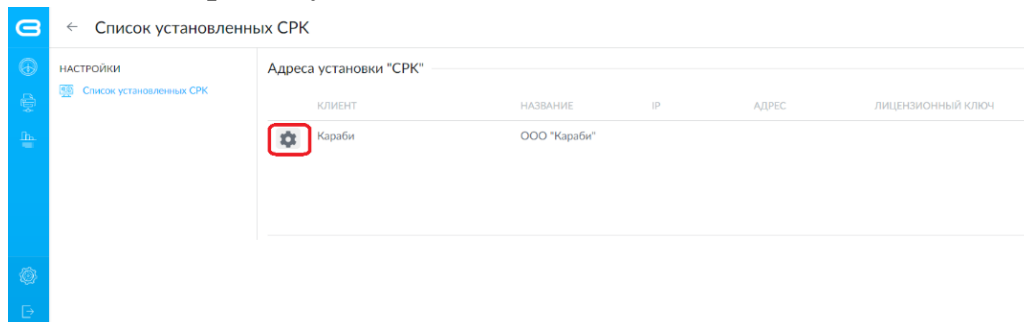 Список установленных СРК
НАСТРОЙКИ
Список установленных СРК
Адреса установки "СРК"
КЛИЕНТ НАЗВАНИЕ IP АДРЕС ЛИЦЕНЗИОННЫЙ КЛЮЧ
Караби ООО "Караби"